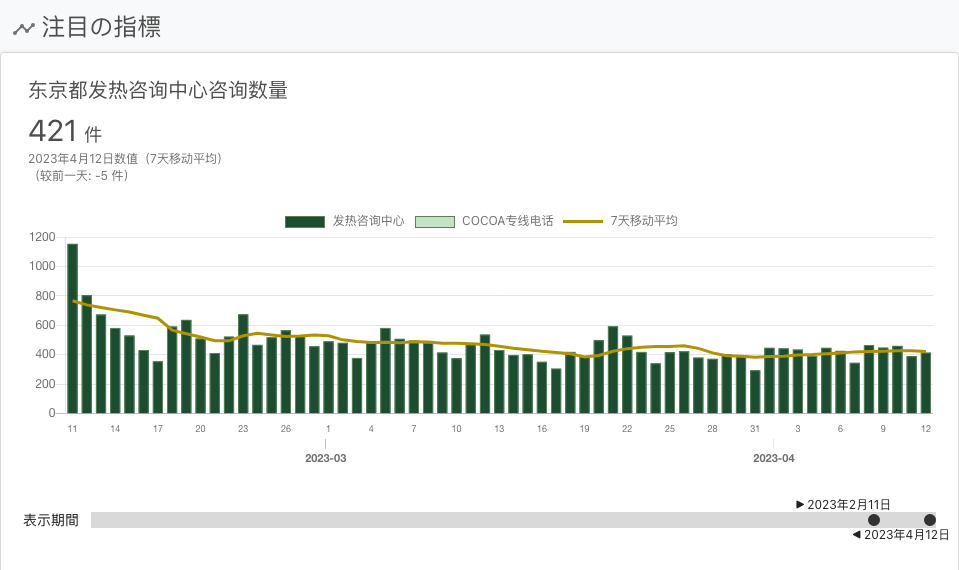 注目の指標
东京都发热咨询中心咨询数量
421 件
2023年4月12日数值（7天移动平均）
（较前一天: -5 件）
发热咨询中心 COCOA专线电话 7天移动平均
1200
1000
800
600
400
200
0
11 14 17 20 23 26 1 4 7 10 13 16 19 22 25 28 31 3 6 9 12
2023-03 2023-04
▶ 2023年2月11日
表示期間
◀ 2023年4月12日